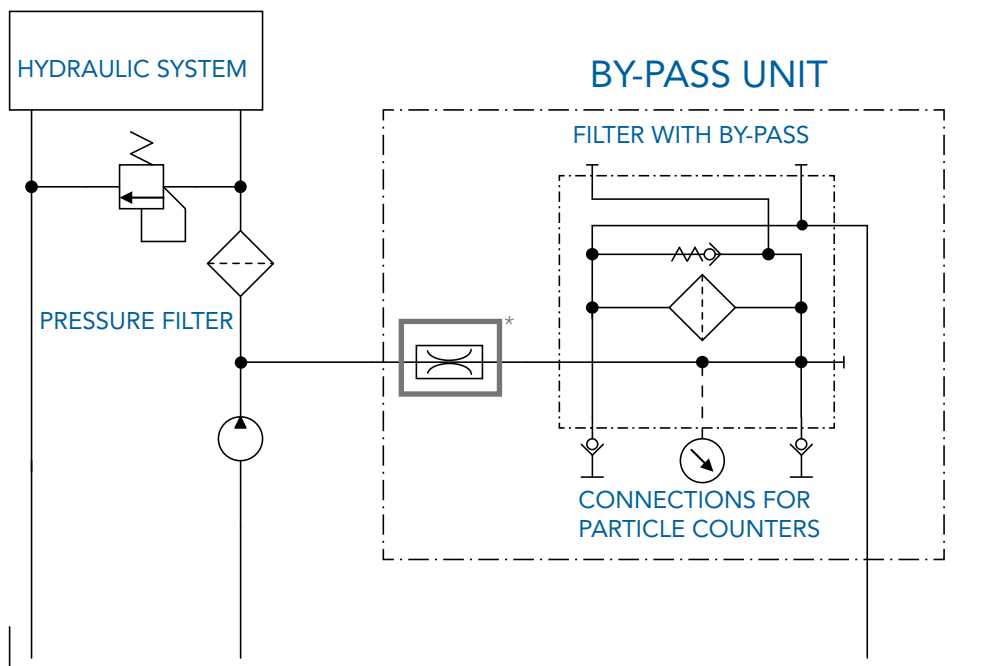 HYDRAULIC SYSTEM
BY-PASS UNIT
FILTER WITH BY-PASS
PRESSURE FILTER
*
CONNECTIONS FOR
PARTICLE COUNTERS